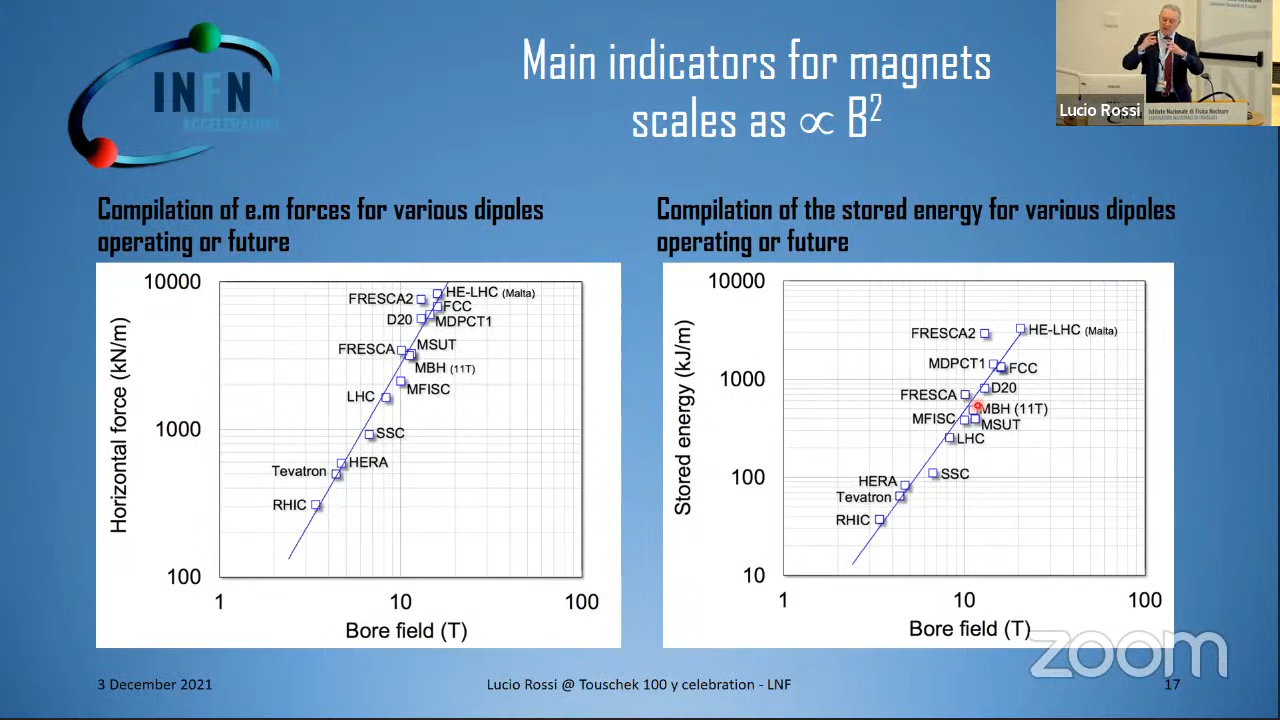 INFN
ACCELERATORI
Main indicators for magnets
scales as ∝ B²
Lucio Rossi
Istituto Nazionale di Fisica Nucleare
LABORATORI NAZIONALI DI FRASCATI
Compilation of e.m forces for various dipoles
operating or future
Compilation of the stored energy for various dipoles
operating or future
Horizontal force (kN/m)
10000
1000
100
1
10
100
Bore field (T)
HE-LHC (Malta)
FRESCA2
FCC
D20
MDPCT1
FRESCA
MSUT
MBH (11T)
MFISC
LHC
SSC
HERA
Tevatron
RHIC
Stored energy (kJ/m)
10000
1000
100
10
1
10
100
Bore field (T)
FRESCA2
HE-LHC (Malta)
MDPCT1
FCC
D20
FRESCA
MBH (11T)
MFISC
MSUT
LHC
SSC
HERA
Tevatron
RHIC
zoom
3 December 2021
Lucio Rossi @ Touschek 100 y celebration - LNF
17